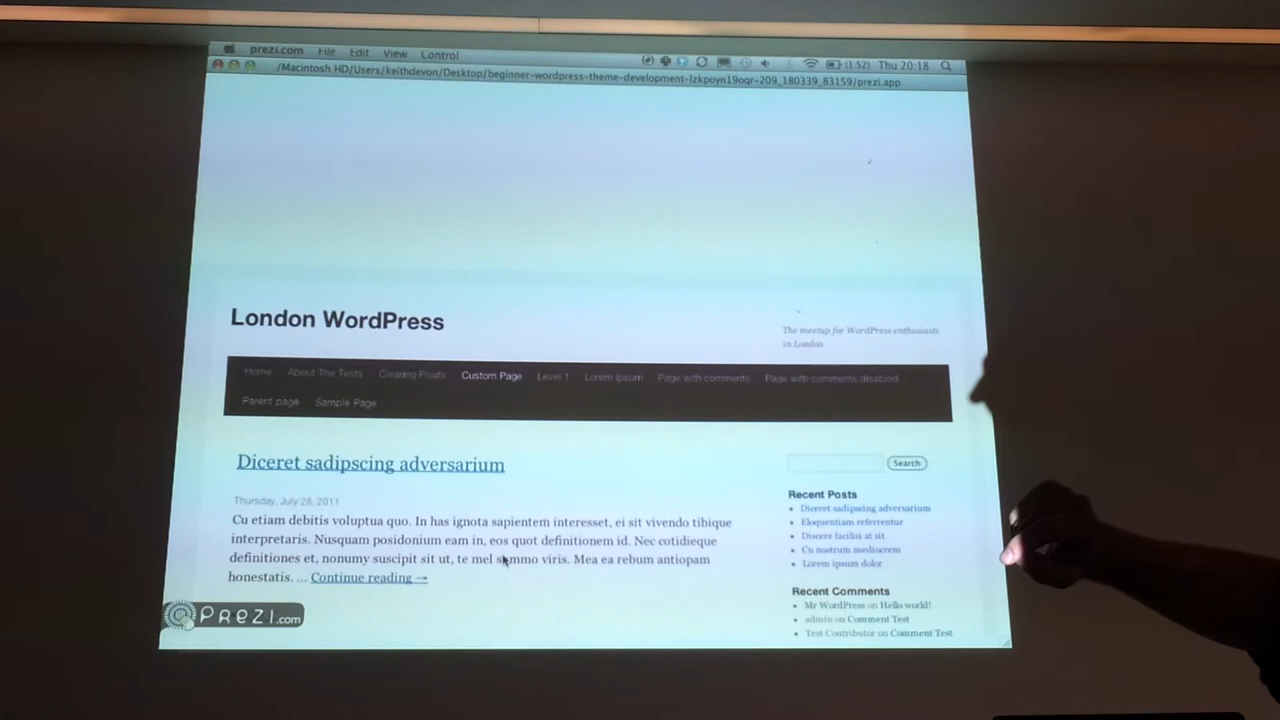 prezi.com File Edit View Control
(1:52) Thu 20:18
/Macintosh HD/Users/keithdevon/Desktop/beginner-wordpress-theme-development-lzkpoyn19oqr-209_180339_83159/prezi.app
London WordPress
The meetup for WordPress enthusiasts
in London
Home About The Tests Clearing Floats Custom Page Level 1 Lorem Ipsum Page with comments Page with comments disabled
Parent page Sample Page
Diceret sadipscing adversarium
Thursday, July 28, 2011
Cu etiam debitis voluptua quo. In has ignota sapientem interesset, ei sit vivendo tibique
interpretaris. Nusquam posidonium eam in, eos quot definitionem id. Nec cotidieque
definitiones et, nonumy suscipit sit ut, te mel summo viris. Mea ea rebum antiopam
honestatis. ... Continue reading →
Search
Recent Posts
Diceret sadipscing adversarium
Eloquentiam referrentur
Discere facilisi at sit
Cu nostrum mediocrem
Lorem ipsum dolor
Recent Comments
Mr WordPress on Hello world!
admin on Comment Test
Test Contributor on Comment Test
PREZI.com